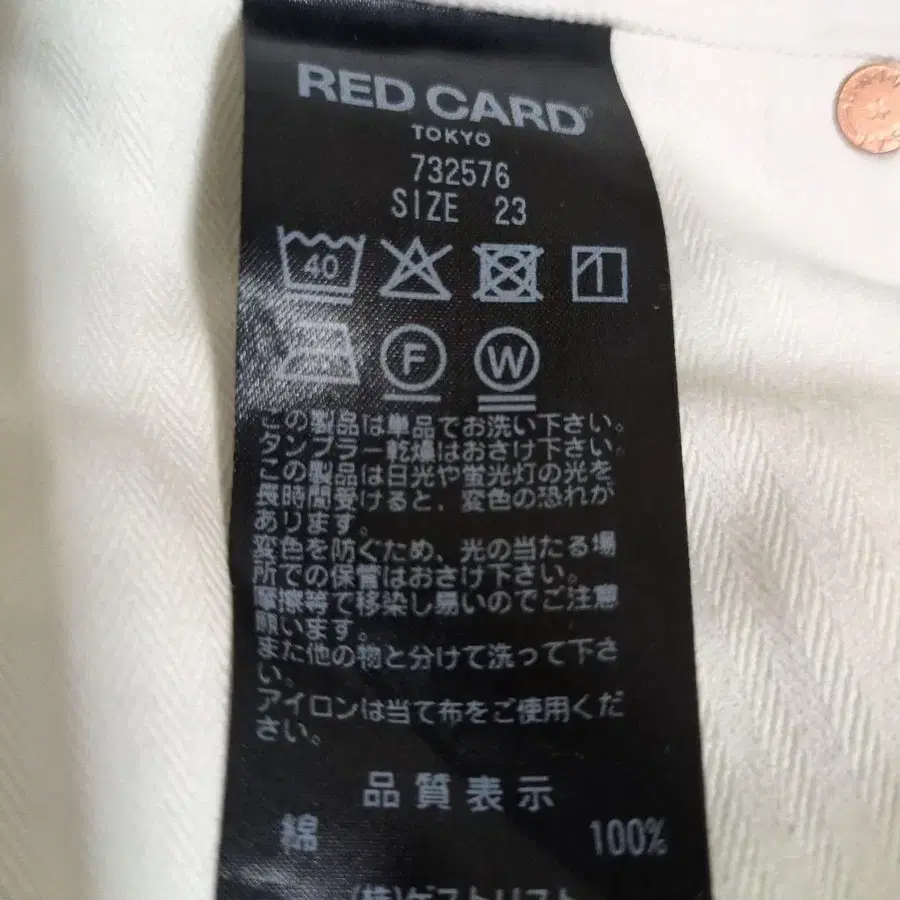 RED CARD®
TOKYO
732576
SIZE 23
40
F W
この製品は単品でお洗い下さい。
タンブラー乾燥はおさけ下さい。
この製品は日光や蛍光灯の光を
長時間受けると、変色の恐れが
あります。
変色を防ぐため、光の当たる場
所での保管はおさけ下さい。
摩擦等で移染し易いのでご注意
願います。
また他の物と分けて洗って下さ
い。
アイロンは当て布をご使用くだ
さい。
品質表示
綿 100%
(株)ゲストリスト